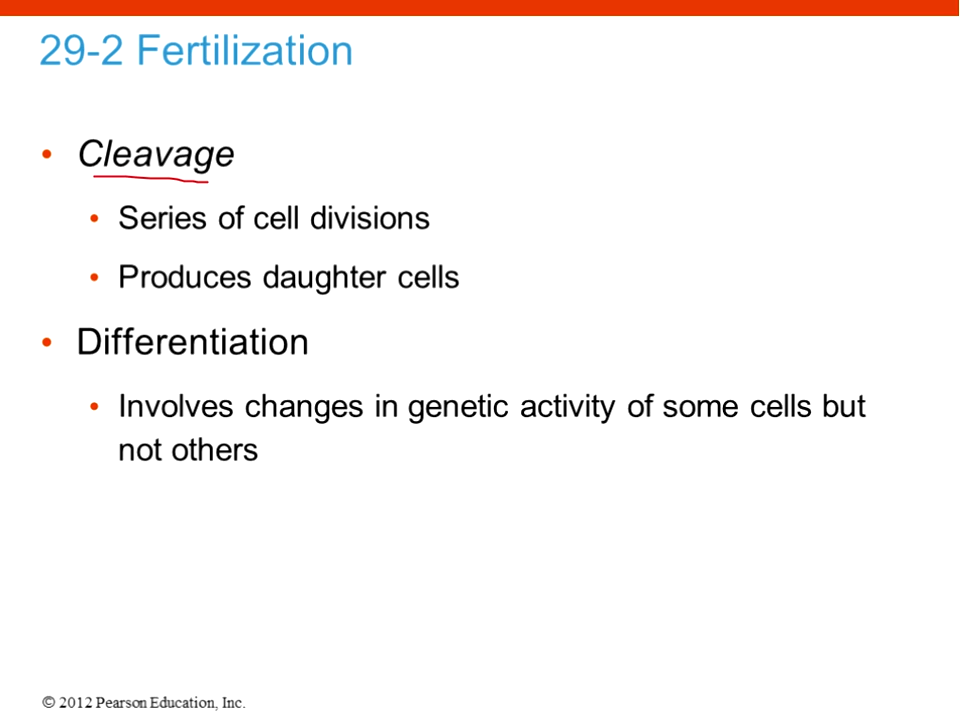 29-2 Fertilization
• Cleavage
• Series of cell divisions
• Produces daughter cells
• Differentiation
• Involves changes in genetic activity of some cells but
not others
© 2012 Pearson Education, Inc.